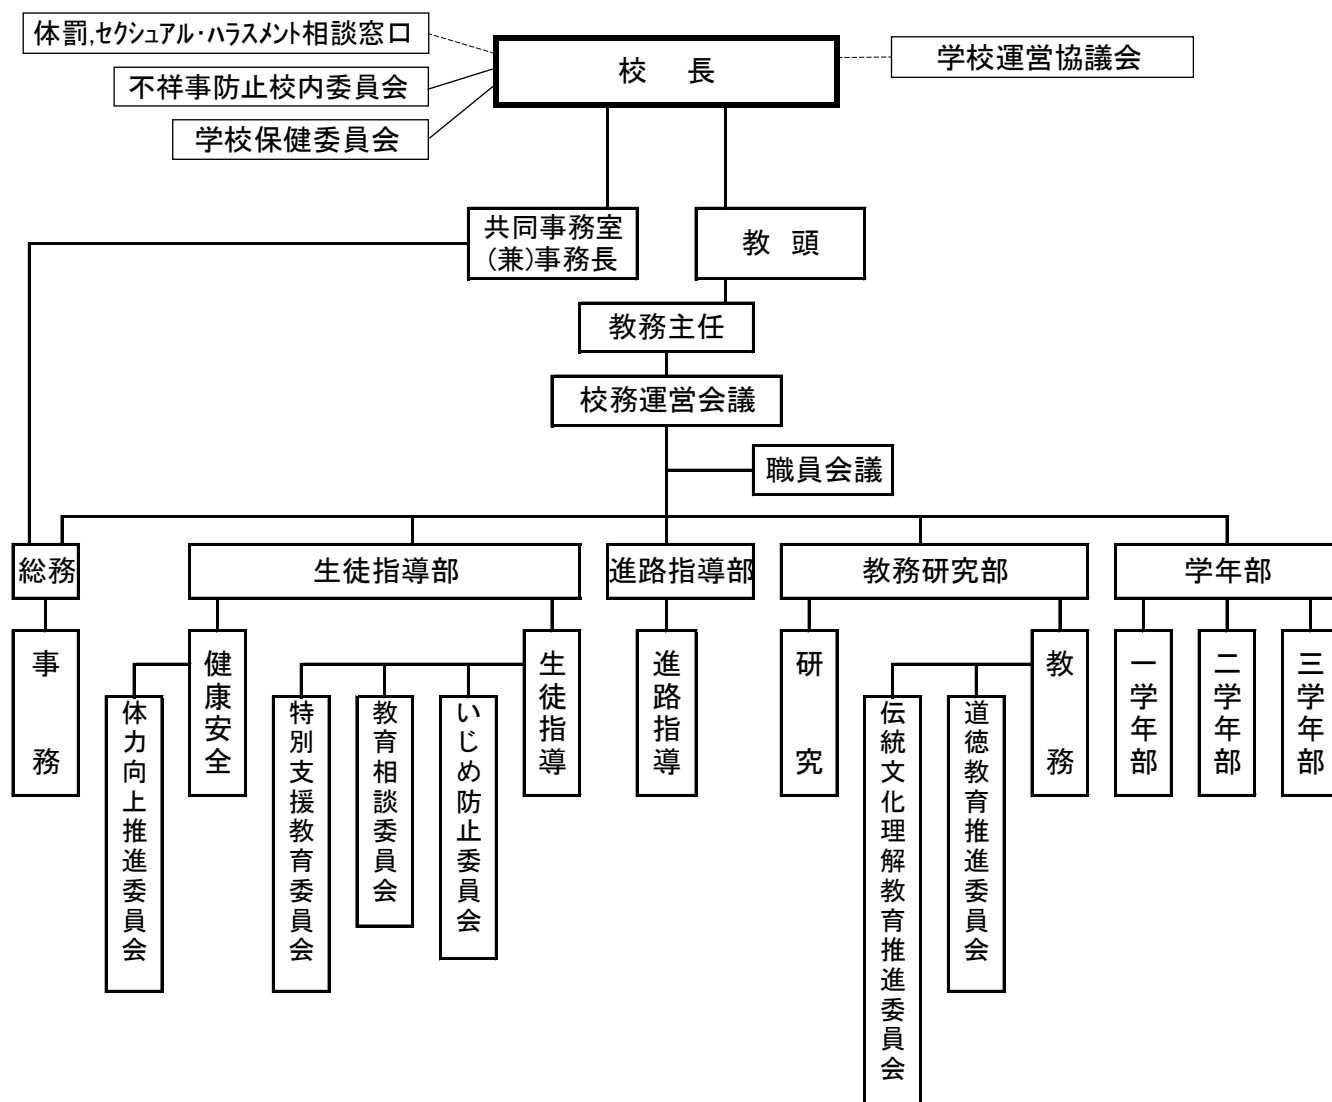 体罰,セクシュアル・ハラスメント相談窓口
校　長
学校運営協議会
不祥事防止校内委員会
学校保健委員会
共同事務室
(兼)事務長
教 頭
教務主任
校務運営会議
職員会議
総務
生徒指導部
進路指導部
教務研究部
学年部
事務
健康安全
生徒指導
進路指導
研究
教務
一学年部
二学年部
三学年部
体力向上推進委員会
特別支援教育委員会
教育相談委員会
いじめ防止委員会
伝統文化理解教育推進委員会
道徳教育推進委員会